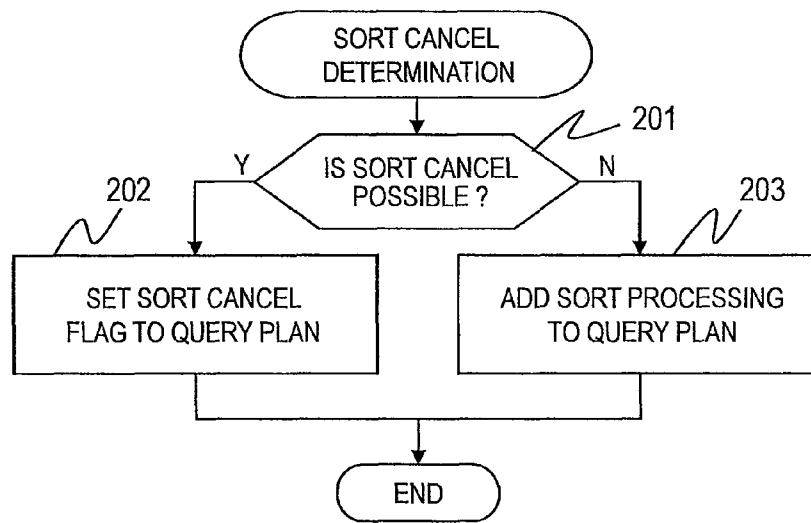 SORT CANCEL
DETERMINATION
201
IS SORT CANCEL
POSSIBLE ?
Y
N
202
203
SET SORT CANCEL
FLAG TO QUERY PLAN
ADD SORT PROCESSING
TO QUERY PLAN
END